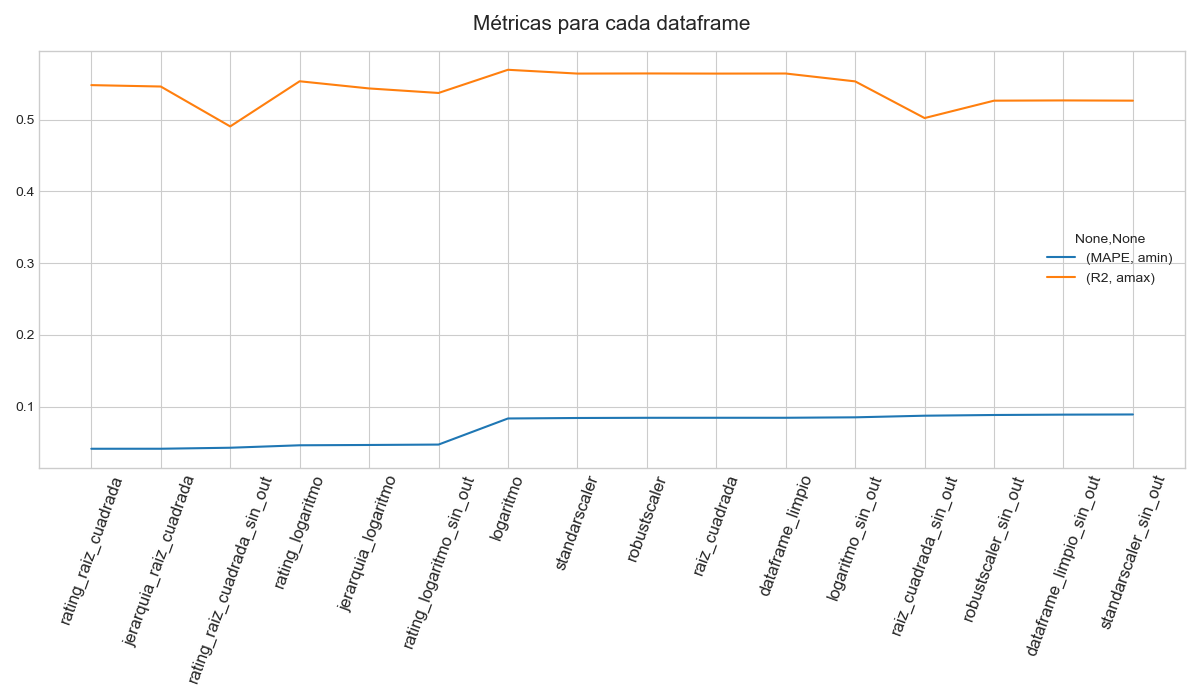 Métricas para cada dataframe
0.5
0.4
0.3
0.2
0.1
None,None
(MAPE, amin)
(R2, amax)
rating_raiz_cuadrada
jerarquia_raiz_cuadrada
rating_raiz_cuadrada_sin_out
rating_logaritmo
jerarquia_logaritmo
rating_logaritmo_sin_out
logaritmo
standarscaler
robustscaler
raiz_cuadrada
dataframe_limpio
logaritmo_sin_out
raiz_cuadrada_sin_out
robustscaler_sin_out
dataframe_limpio_sin_out
standarscaler_sin_out